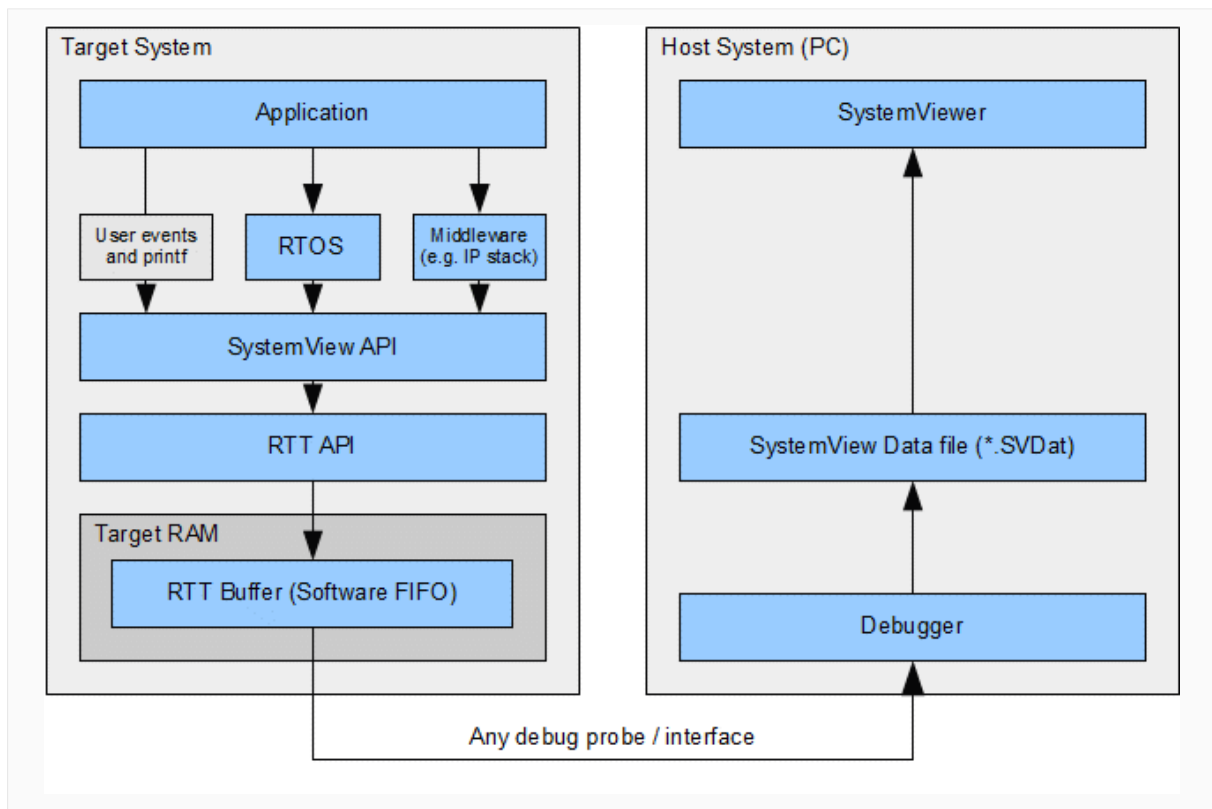 Target System
Application
User events
and printf
RTOS
Middleware
(e.g. IP stack)
SystemView API
RTT API
Target RAM
RTT Buffer (Software FIFO)
Host System (PC)
SystemViewer
SystemView Data file (*.SVDat)
Debugger
Any debug probe / interface